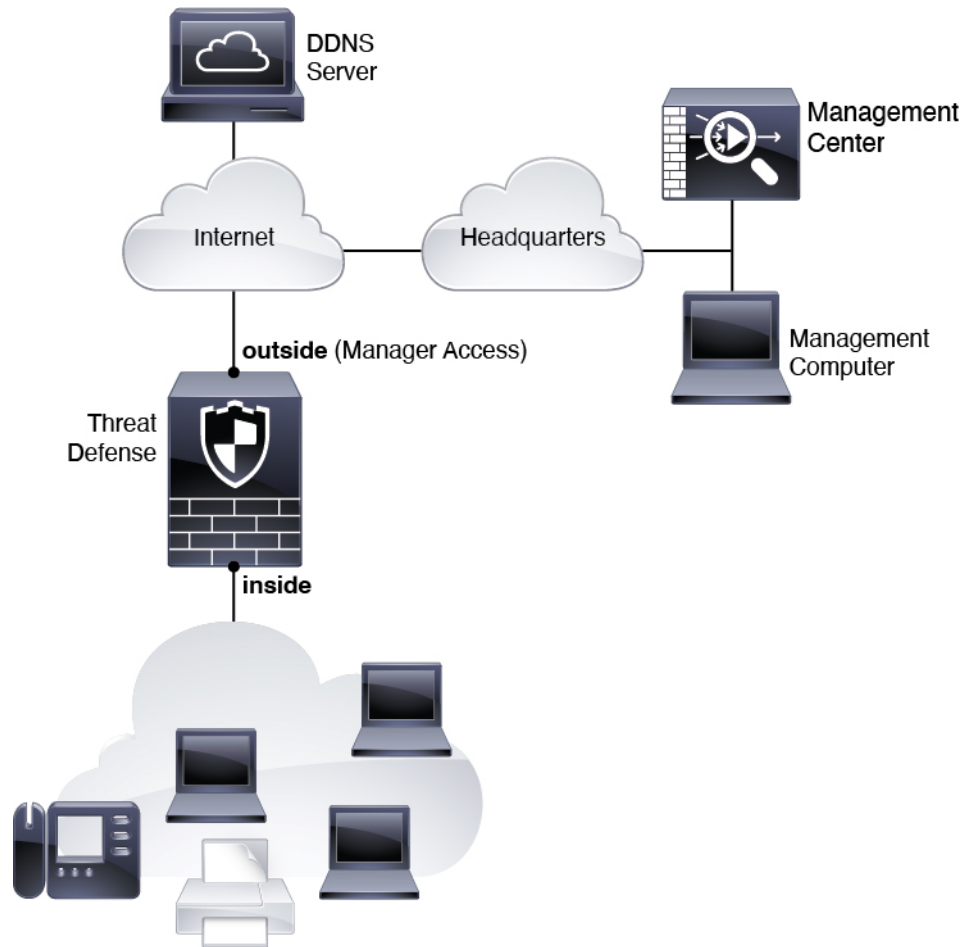 DDNS
Server
Management
Center
Internet
Headquarters
outside (Manager Access)
Management
Computer
Threat
Defense
inside